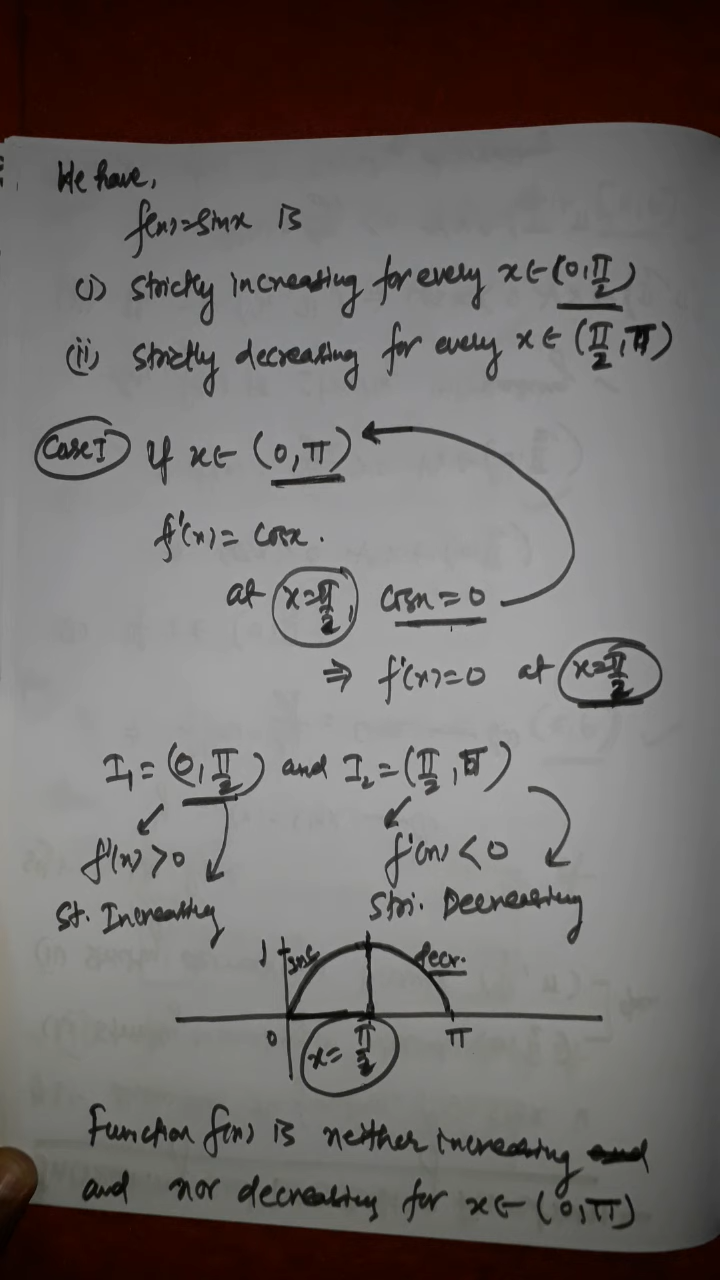 We have,
f(x)=sinx is
(i) strictly increasing for every x∈(0,π/2)
(ii) strictly decreasing for every x∈(π/2,π)
Case I If x∈(0,π)
f'(x)=cosx.
at x=π/2, cosx=0
⇒ f'(x)=0 at x=π/2
I₁=(0,π/2) and I₂=(π/2,π)
f'(x)>0 f'(x)<0
St. Increasing Stri. Decreasing
1 incr. decr.
0 x=π/2 π
Function f(x) is neither increasing and
and nor decreasing for x∈(0,π)